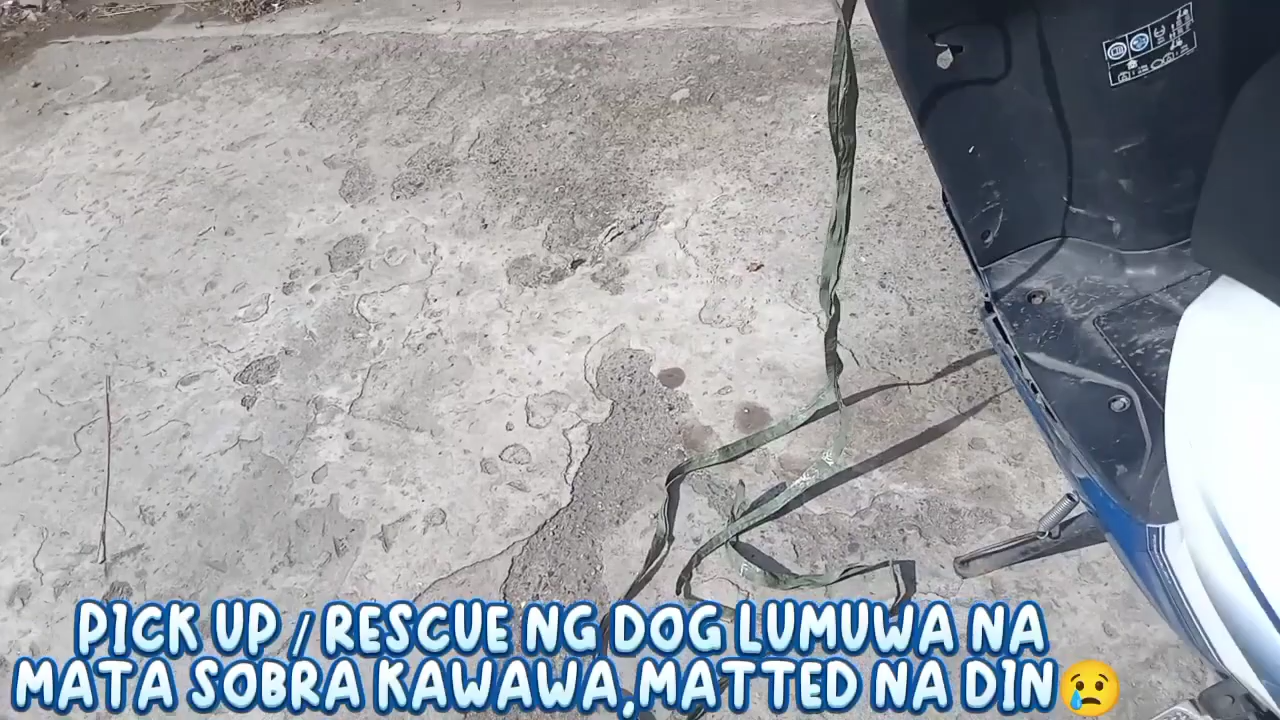 PICK UP / RESCUE NG DOG LUMUWA NA
MATA SOBRA KAWAWA,MATTED NA DIN😢